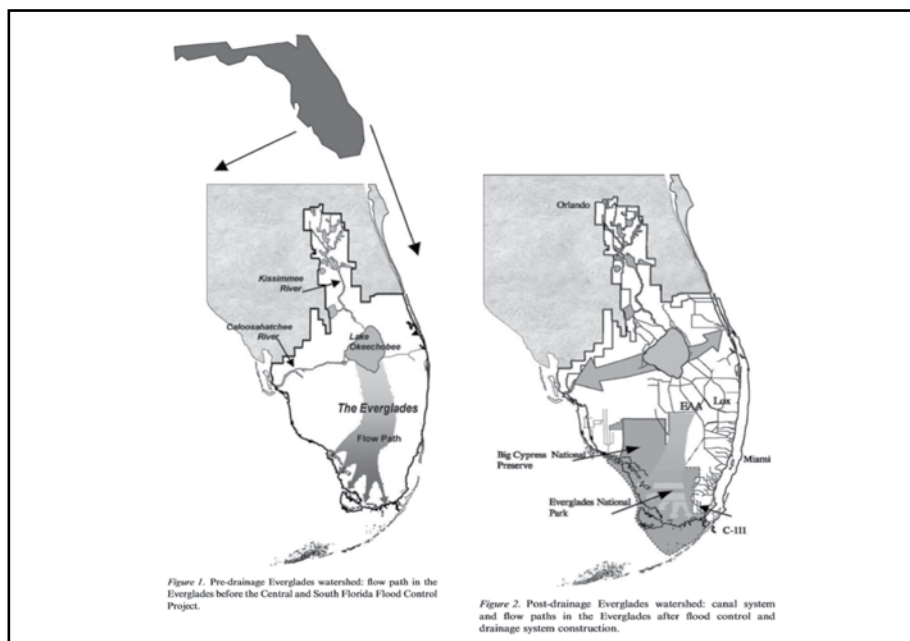 Kissimmee
River
Caloosahatchee
River
Lake
Okeechobee
The Everglades
Flow Path
Figure 1. Pre-drainage Everglades watershed: flow path in the
Everglades before the Central and South Florida Flood Control
Project.
Orlando
EAA
Lox
Big Cypress National
Preserve
Miami
Everglades National
Park
C-111
Figure 2. Post-drainage Everglades watershed: canal system
and flow paths in the Everglades after flood control and
drainage system construction.